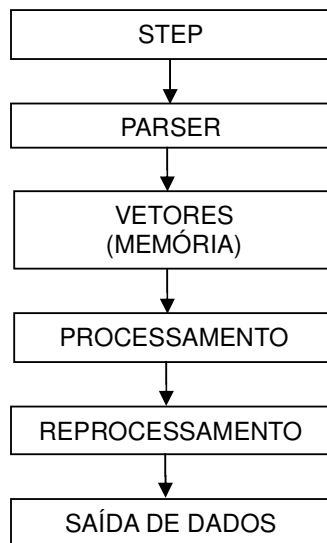 STEP
PARSER
VETORES
(MEMÓRIA)
PROCESSAMENTO
REPROCESSAMENTO
SAÍDA DE DADOS